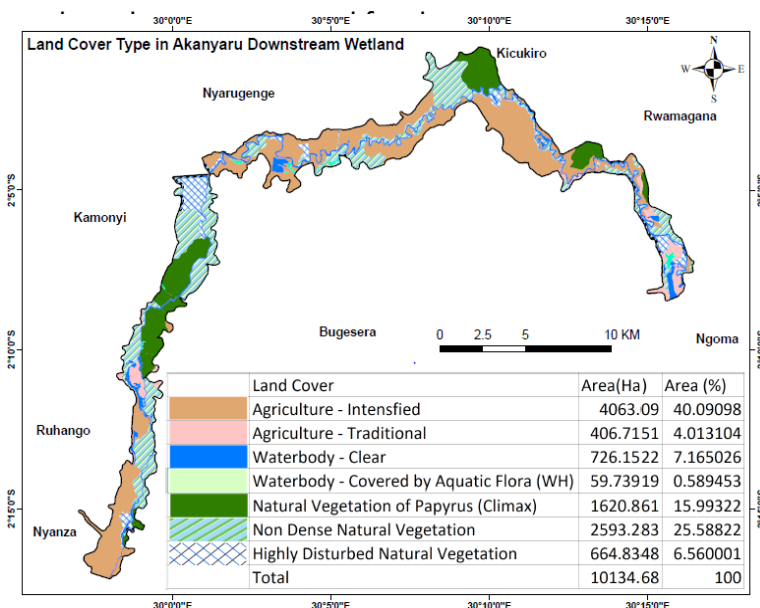 30°0'0"E 30°5'0"E 30°10'0"E 30°15'0"E
Land Cover Type in Akanyaru Downstream Wetland
Kicukiro
N
W E
S
Nyarugenge
Rwamagana
2°5'0"S
Kamonyi
Bugesera
0 2.5 5 10 KM
Ngoma
2°10'0"S
Land Cover Area(Ha) Area (%)
Agriculture - Intensfied 4063.09 40.09098
Agriculture - Traditional 406.7151 4.013104
Ruhango
Waterbody - Clear 726.1522 7.165026
Waterbody - Covered by Aquatic Flora (WH) 59.73919 0.589453
Natural Vegetation of Papyrus (Climax) 1620.861 15.99322
2°15'0"S
Nyanza
Non Dense Natural Vegetation 2593.283 25.58822
Highly Disturbed Natural Vegetation 664.8348 6.560001
Total 10134.68 100
30°0'0"E 30°5'0"E 30°10'0"E 30°15'0"E